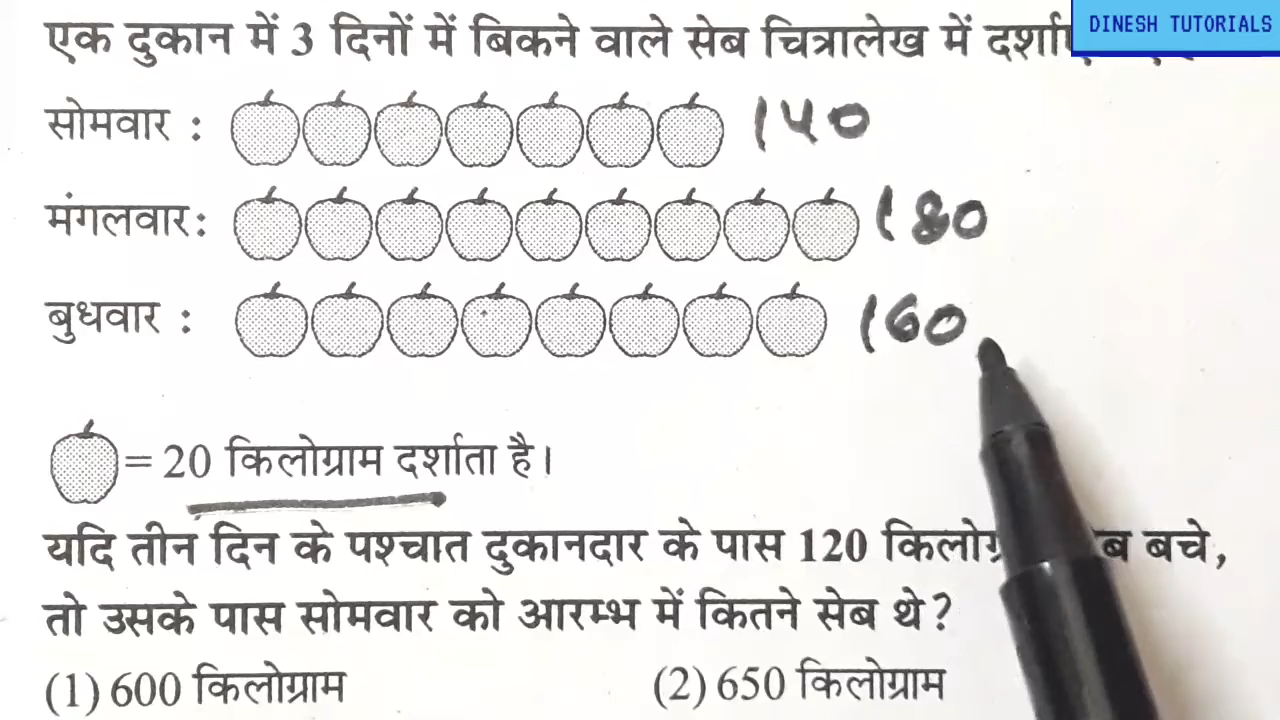 DINESH TUTORIALS
एक दुकान में 3 दिनों में बिकने वाले सेब चित्रालेख में
सोमवार : 140
मंगलवार: 180
बुधवार : 160
= 20 किलोग्राम दर्शाता है।
यदि तीन दिन के पश्चात दुकानदार के पास 120 बचे,
तो उसके पास सोमवार को आरम्भ में कितने सेब थे?
(1) 600 किलोग्राम (2) 650 किलोग्राम